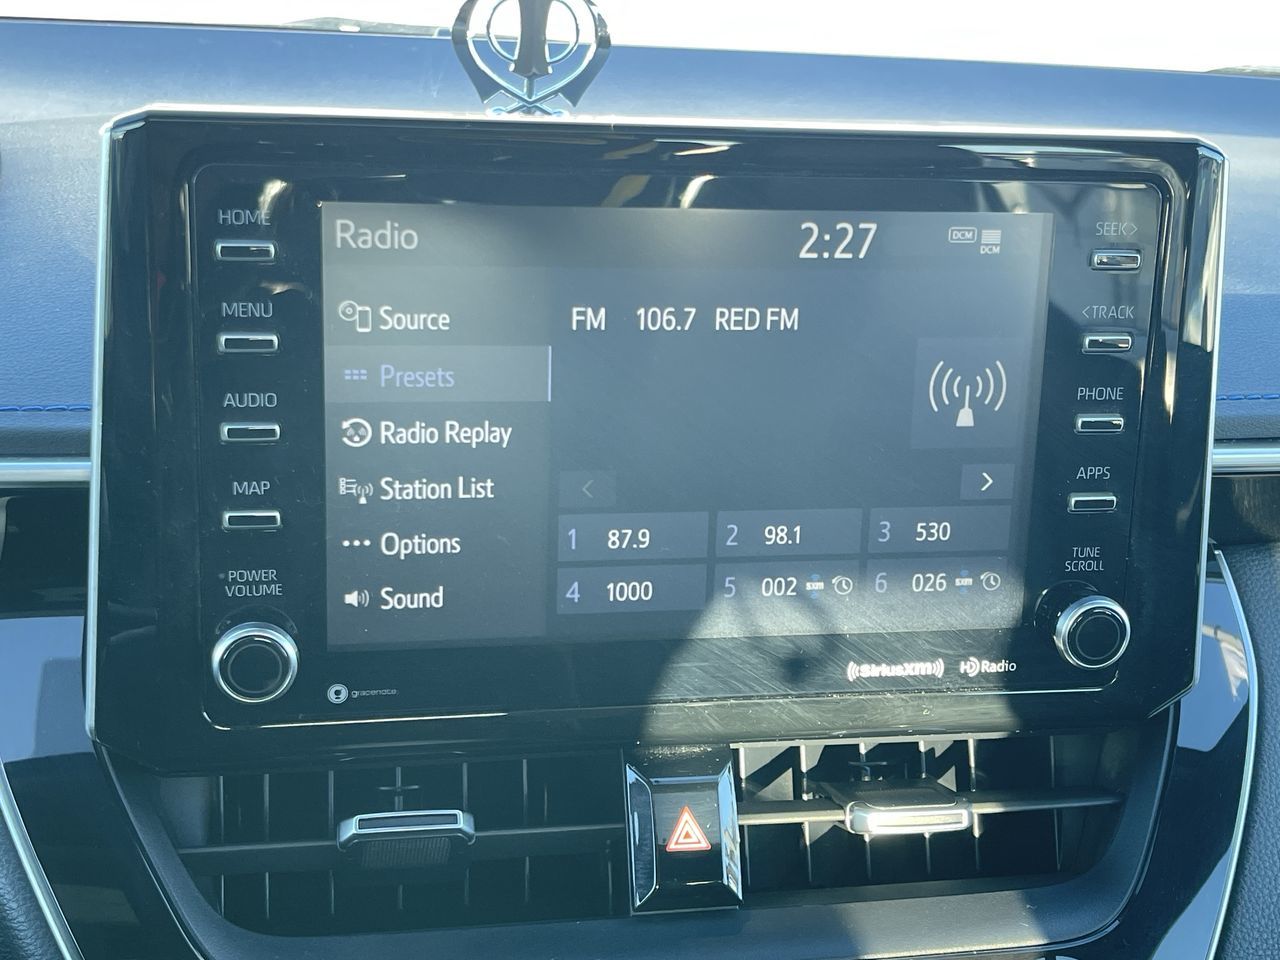 HOME
MENU
AUDIO
MAP
POWER
VOLUME
Radio
2:27
DCM
DCM
Source
Presets
Radio Replay
Station List
Options
Sound
FM 106.7 RED FM
<
>
1 87.9
2 98.1
3 530
4 1000
5 002 SXM
6 026 SXM
gracenote
((SiriusXM))
HD Radio
SEEK>
<TRACK
PHONE
APPS
TUNE
SCROLL